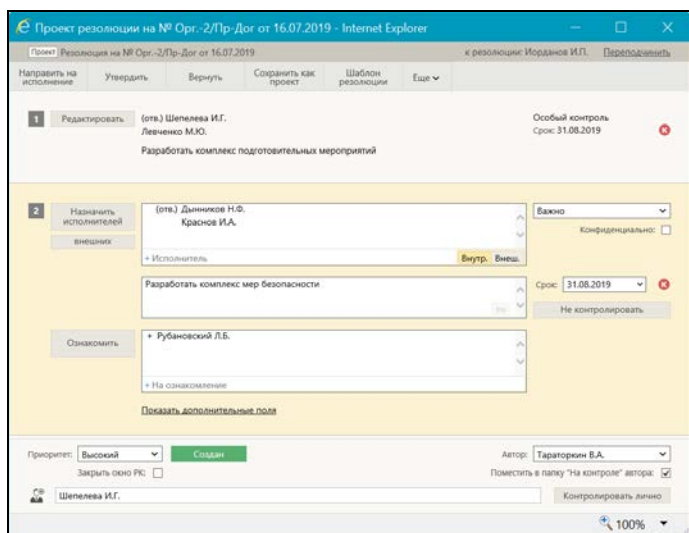 Проект резолюции на № Орг.-2/Пр-Дог от 16.07.2019 - Internet Explorer
Проект Резолюция на № Орг.-2/Пр-Дог от 16.07.2019 к резолюции: Иорданов И.П. Переподчинить
Направить на исполнение Утвердить Вернуть Сохранить как проект Шаблон резолюции Еще
1 Редактировать (отв.) Шепелева И.Г. Особый контроль
Левченко М.Ю. Срок: 31.08.2019
Разработать комплекс подготовительных мероприятий
2 Назначить исполнителей (отв.) Дынников Н.Ф. Важно
Краснов И.А. Конфиденциально:
внешних
+ Исполнитель Внутр. Внеш.
Разработать комплекс мер безопасности Срок: 31.08.2019
Не контролировать
Ознакомить + Рубановский Л.Б.
+ На ознакомление
Показать дополнительные поля
Приоритет: Высокий Создан Автор: Тараторкин В.А.
Закрыть окно РК: Поместить в папку "На контроле" автора:
Шепелева И.Г. Контролировать лично
100%